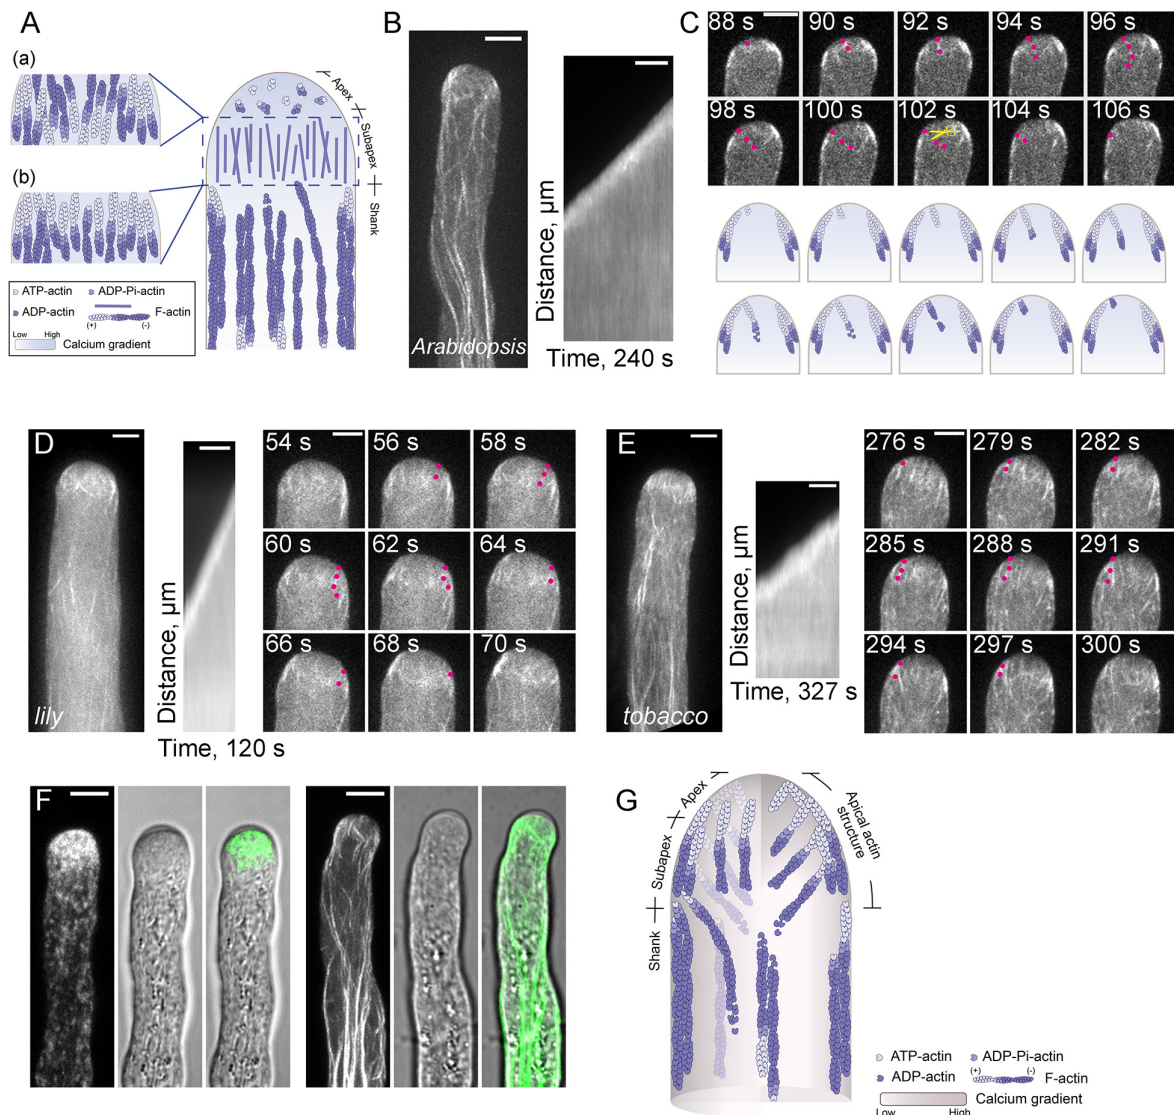 A
(a)
(b)
Apex
Subapex
Shank
ATP-actin
ADP-Pi-actin
ADP-actin
F-actin
(+)
(-)
Low
High
Calcium gradient
B
Arabidopsis
Distance, µm
Time, 240 s
C
88 s
90 s
92 s
94 s
96 s
98 s
100 s
102 s
104 s
106 s
D
lily
Distance, µm
Time, 120 s
54 s
56 s
58 s
60 s
62 s
64 s
66 s
68 s
70 s
E
tobacco
Distance, µm
Time, 327 s
276 s
279 s
282 s
285 s
288 s
291 s
294 s
297 s
300 s
F
G
Apex
Subapex
Shank
Apical actin
structure
ATP-actin
ADP-Pi-actin
ADP-actin
(+)
(-)
F-actin
Calcium gradient
Low
High